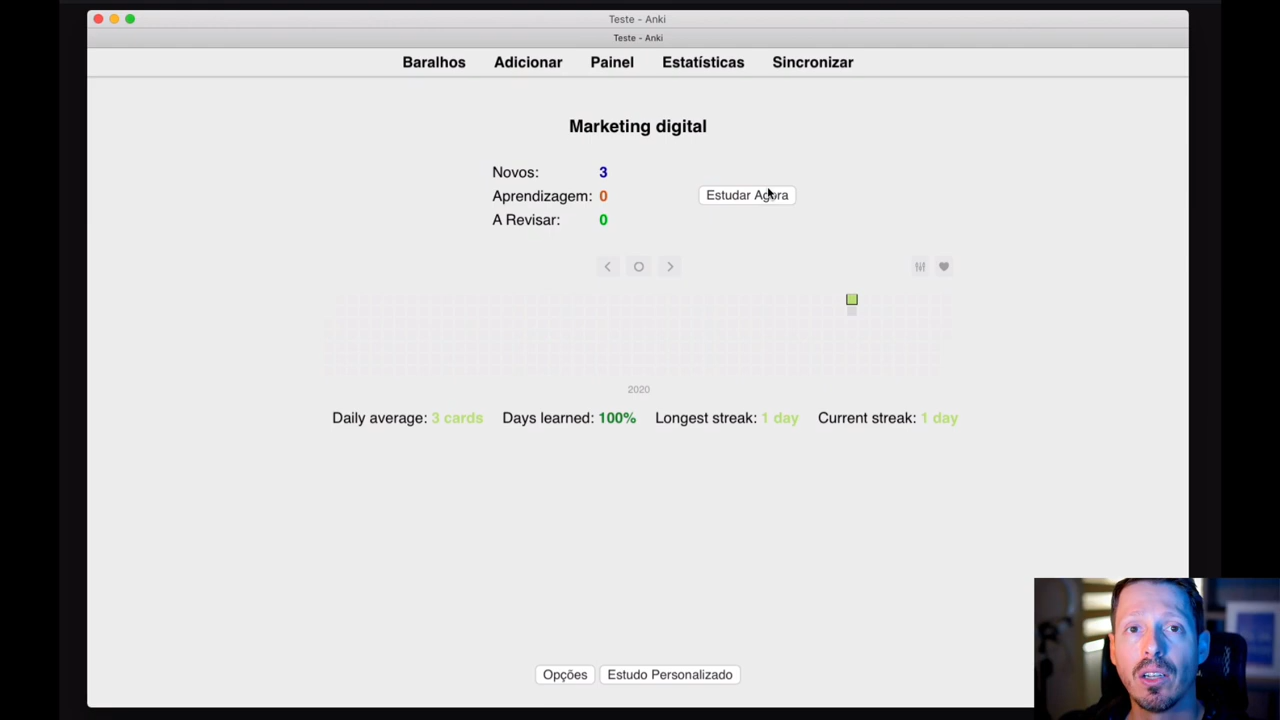 Teste - Anki
Teste - Anki
Baralhos Adicionar Painel Estatísticas Sincronizar
Marketing digital
Novos: 3
Aprendizagem: 0
Estudar Agora
A Revisar: 0
2020
Daily average: 3 cards Days learned: 100% Longest streak: 1 day Current streak: 1 day
Opções Estudo Personalizado